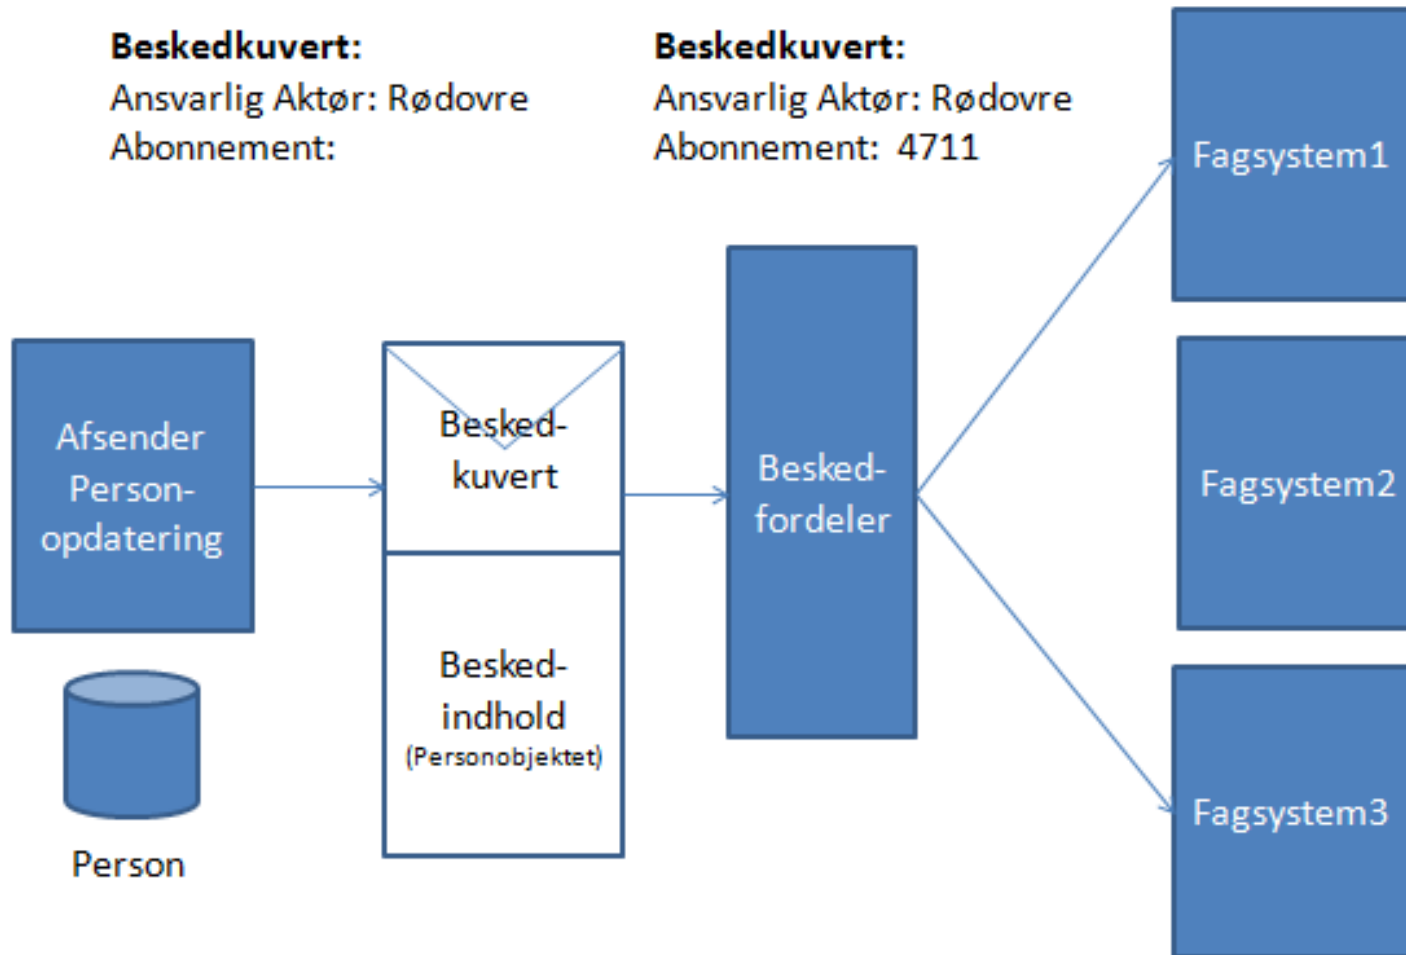 Beskedkuvert:
Ansvarlig Aktør: Rødovre
Abonnement:
Beskedkuvert:
Ansvarlig Aktør: Rødovre
Abonnement: 4711
Afsender
Person-
opdatering
Person
Besked-
kuvert
Besked-
indhold
(Personobjektet)
Besked-
fordeler
Fagsystem1
Fagsystem2
Fagsystem3